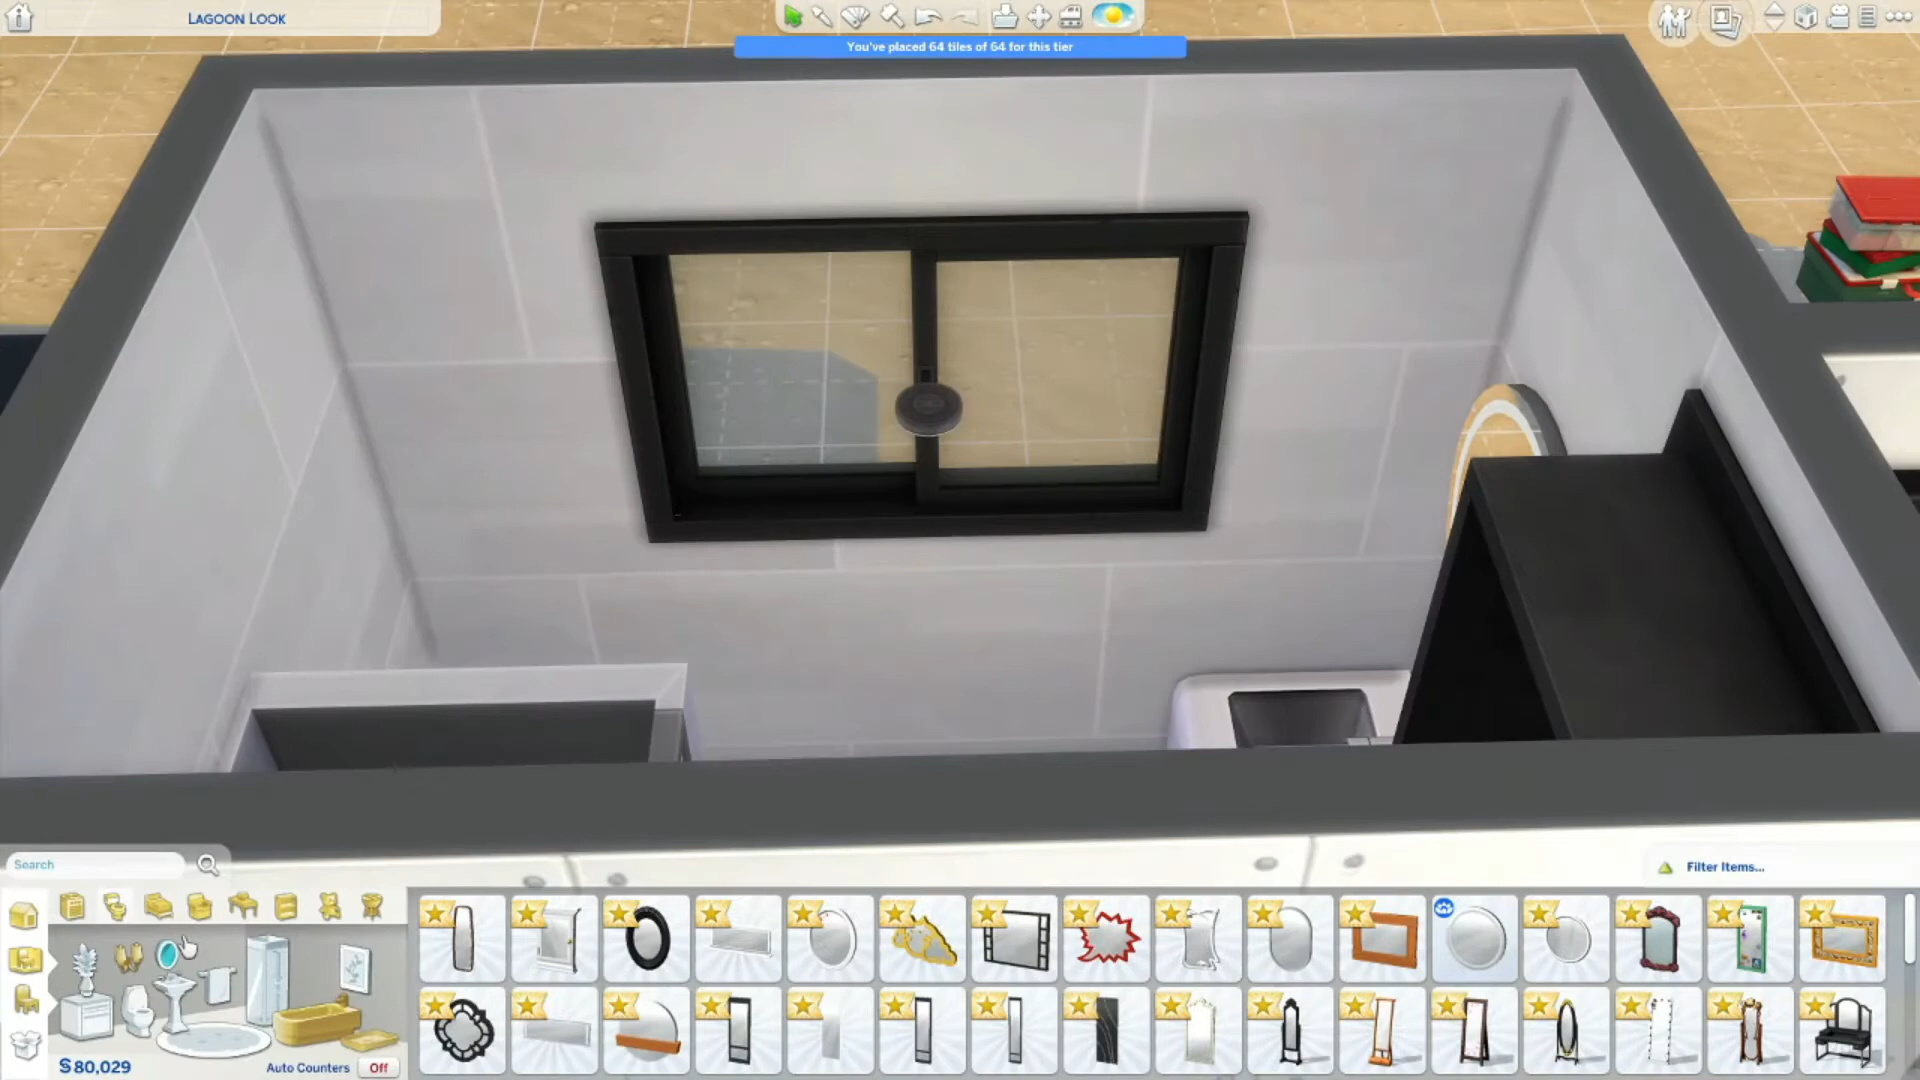 Lagoon Look
You've placed 64 tiles of 64 for this tier
Search
Filter Items...
§80,029
Auto Counters
Off